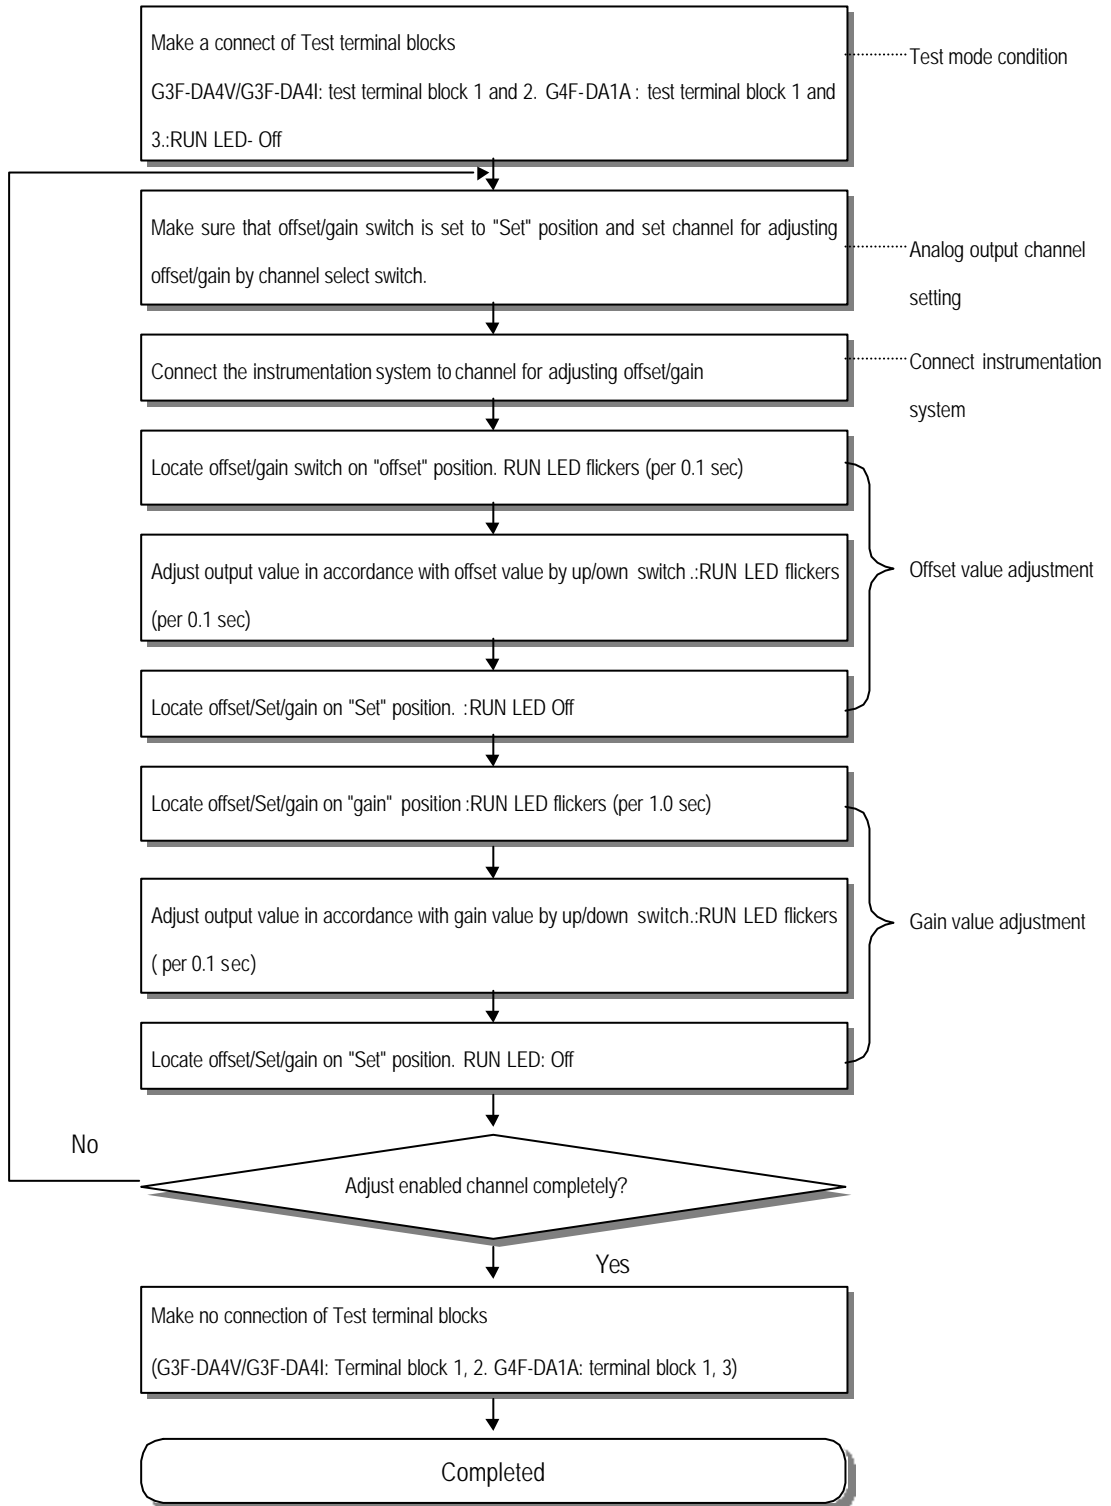 Make a connect of Test terminal blocks
G3F-DA4V/G3F-DA4I: test terminal block 1 and 2. G4F-DA1A : test terminal block 1 and
3.:RUN LED- Off
Test mode condition
Make sure that offset/gain switch is set to "Set" position and set channel for adjusting
offset/gain by channel select switch.
Analog output channel
setting
Connect the instrumentation system to channel for adjusting offset/gain
Connect instrumentation
system
Locate offset/gain switch on "offset" position. RUN LED flickers (per 0.1 sec)
Adjust output value in accordance with offset value by up/own switch .:RUN LED flickers
(per 0.1 sec)
Offset value adjustment
Locate offset/Set/gain on "Set" position. :RUN LED Off
Locate offset/Set/gain on "gain" position :RUN LED flickers (per 1.0 sec)
Adjust output value in accordance with gain value by up/down switch.:RUN LED flickers
( per 0.1 sec)
Gain value adjustment
Locate offset/Set/gain on "Set" position. RUN LED: Off
No
Adjust enabled channel completely?
Yes
Make no connection of Test terminal blocks
(G3F-DA4V/G3F-DA4I: Terminal block 1, 2. G4F-DA1A: terminal block 1, 3)
Completed